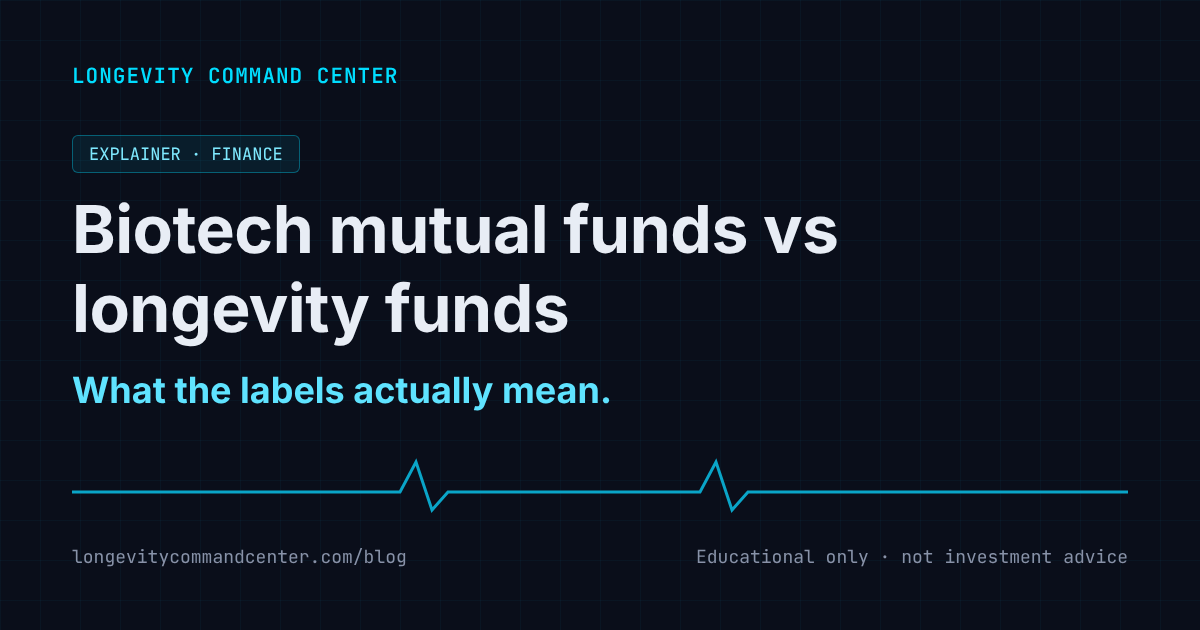 LONGEVITY COMMAND CENTER
EXPLAINER · FINANCE
Biotech mutual funds vs
longevity funds
What the labels actually mean.
longevitycommandcenter.com/blog
Educational only · not investment advice